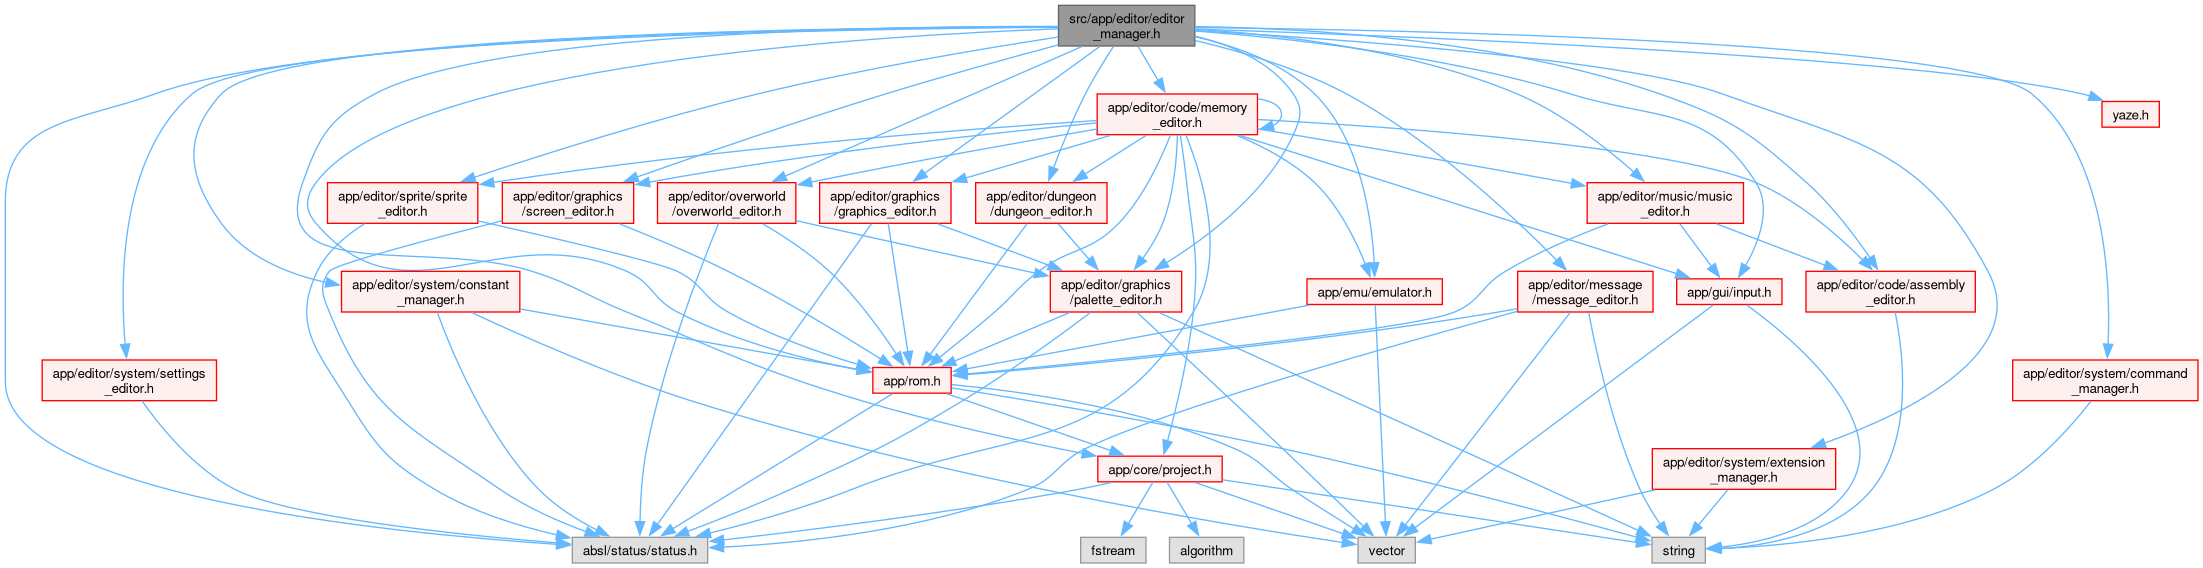 src/app/editor/editor
_manager.h
app/editor/code/memory
_editor.h
yaze.h
app/editor/sprite/sprite
_editor.h
app/editor/graphics
/screen_editor.h
app/editor/overworld
/overworld_editor.h
app/editor/graphics
/graphics_editor.h
app/editor/dungeon
/dungeon_editor.h
app/editor/music/music
_editor.h
app/editor/system/constant
_manager.h
app/editor/graphics
/palette_editor.h
app/emu/emulator.h
app/editor/message
/message_editor.h
app/gui/input.h
app/editor/code/assembly
_editor.h
app/editor/system/settings
_editor.h
app/rom.h
app/editor/system/command
_manager.h
app/core/project.h
app/editor/system/extension
_manager.h
absl/status/status.h
fstream
algorithm
vector
string